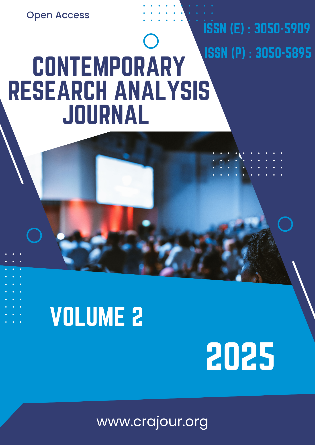 Open Access
ISSN (E) : 3050-5909
ISSN (P) : 3050-5895
CONTEMPORARY
RESEARCH ANALYSIS
JOURNAL
VOLUME 2
2025
www.crajour.org